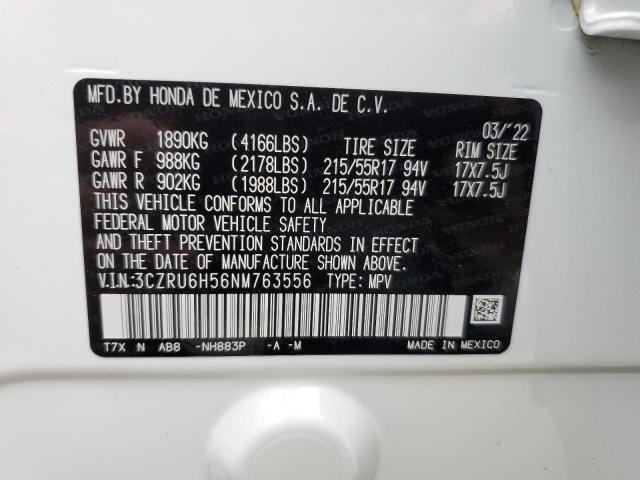 MFD.BY HONDA DE MEXICO S.A. DE C.V.
03/'22
GVWR 1890KG (4166LBS) TIRE SIZE RIM SIZE
GAWR F 988KG (2178LBS) 215/55R17 94V 17X7.5J
GAWR R 902KG (1988LBS) 215/55R17 94V 17X7.5J
THIS VEHICLE CONFORMS TO ALL APPLICABLE
FEDERAL MOTOR VEHICLE SAFETY
AND THEFT PREVENTION STANDARDS IN EFFECT
ON THE DATE OF MANUFACTURE SHOWN ABOVE.
V.I.N:3CZRU6H56NM763556 TYPE: MPV
T7X N AB8 -NH883P -A -M MADE IN MEXICO